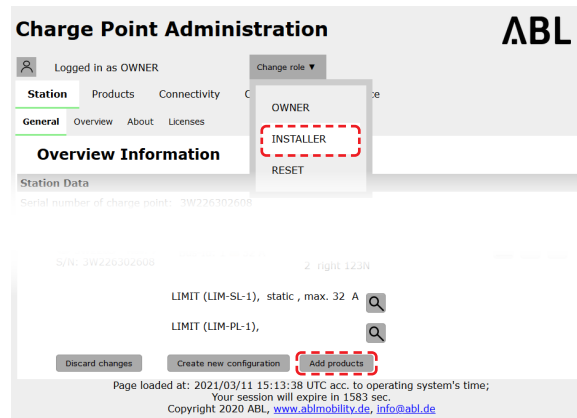 Charge Point Administration
ABL
Logged in as OWNER
Change role ▼
Station Products Connectivity
OWNER
INSTALLER
RESET
General Overview About Licenses
Overview Information
Station Data
Serial number of charge point: 3W226302608
S/N: 3W226302608
2 right 123N
LIMIT (LIM-SL-1), static , max. 32 A
LIMIT (LIM-PL-1),
Discard changes Create new configuration Add products
Page loaded at: 2021/03/11 15:13:38 UTC acc. to operating system's time;
Your session will expire in 1583 sec.
Copyright 2020 ABL, www.ablmobility.de, info@abl.de